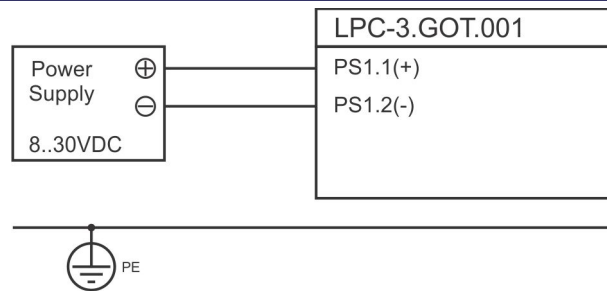 LPC-3.GOT.001
Power
Supply
8..30VDC
PS1.1(+)
PS1.2(-)
PE